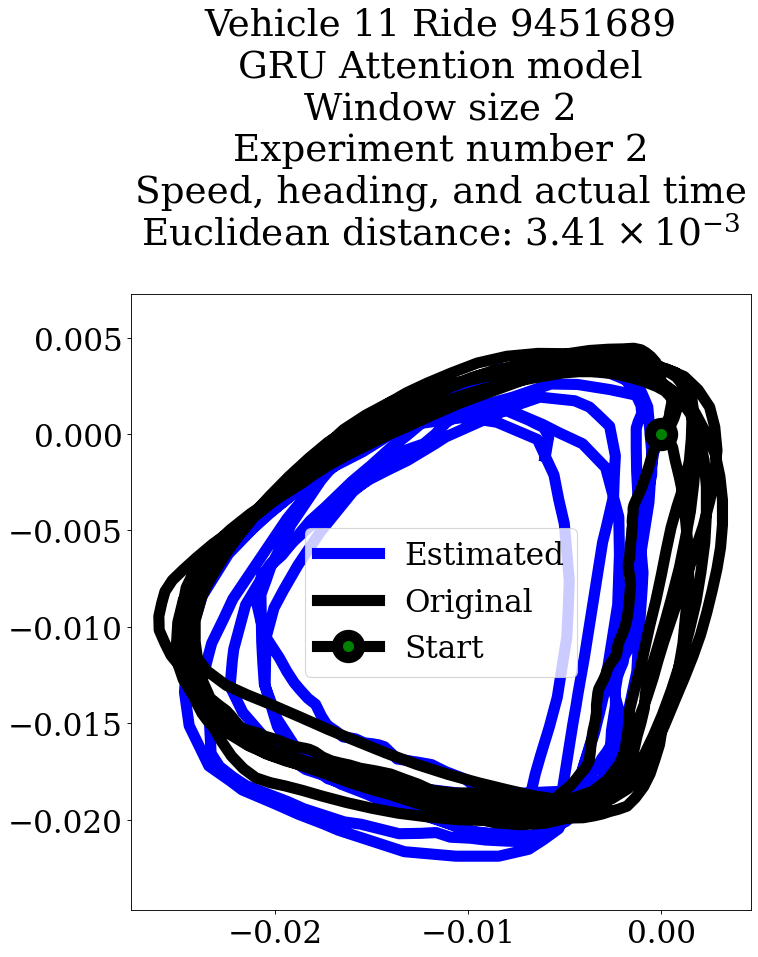 Vehicle 11 Ride 9451689
GRU Attention model
Window size 2
Experiment number 2
Speed, heading, and actual time
Euclidean distance: 3.41 × 10⁻³
0.005
0.000
−0.005
−0.010
−0.015
−0.020
Estimated
Original
Start
−0.02
−0.01
0.00